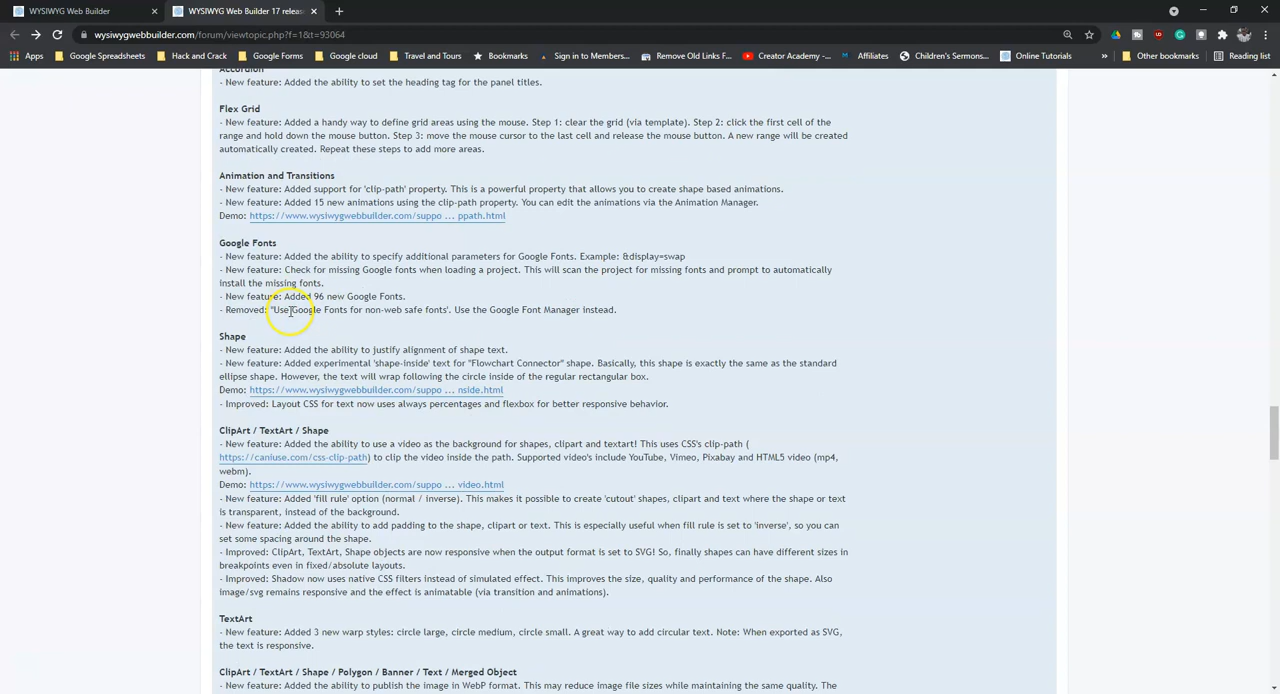 WYSIWYG Web Builder
WYSIWYG Web Builder 17 releas
wysiwygwebbuilder.com/forum/viewtopic.php?f=1&t=93064
Apps Google Spreadsheets Hack and Crack Google Forms Google cloud Travel and Tours Bookmarks Sign in to Members... Remove Old Links F... Creator Academy -... Affiliates Children's Sermons... Online Tutorials » Other bookmarks Reading list
Accordion
- New feature: Added the ability to set the heading tag for the panel titles.
Flex Grid
- New feature: Added a handy way to define grid areas using the mouse. Step 1: clear the grid (via template). Step 2: click the first cell of the
range and hold down the mouse button. Step 3: move the mouse cursor to the last cell and release the mouse button. A new range will be created
automatically created. Repeat these steps to add more areas.
Animation and Transitions
- New feature: Added support for 'clip-path' property. This is a powerful property that allows you to create shape based animations.
- New feature: Added 15 new animations using the clip-path property. You can edit the animations via the Animation Manager.
Demo: https://www.wysiwygwebbuilder.com/suppo ... ppath.html
Google Fonts
- New feature: Added the ability to specify additional parameters for Google Fonts. Example: &display=swap
- New feature: Check for missing Google fonts when loading a project. This will scan the project for missing fonts and prompt to automatically
install the missing fonts.
- New feature: Added 96 new Google Fonts.
- Removed: "Use Google Fonts for non-web safe fonts'. Use the Google Font Manager instead.
Shape
- New feature: Added the ability to justify alignment of shape text.
- New feature: Added experimental 'shape-inside' text for "Flowchart Connector" shape. Basically, this shape is exactly the same as the standard
ellipse shape. However, the text will wrap following the circle inside of the regular rectangular box.
Demo: https://www.wysiwygwebbuilder.com/suppo ... nside.html
- Improved: Layout CSS for text now uses always percentages and flexbox for better responsive behavior.
ClipArt / TextArt / Shape
- New feature: Added the ability to use a video as the background for shapes, clipart and textart! This uses CSS's clip-path (
https://caniuse.com/css-clip-path) to clip the video inside the path. Supported video's include YouTube, Vimeo, Pixabay and HTML5 video (mp4,
webm).
Demo: https://www.wysiwygwebbuilder.com/suppo ... video.html
- New feature: Added 'fill rule' option (normal / inverse). This makes it possible to create 'cutout' shapes, clipart and text where the shape or text
is transparent, instead of the background.
- New feature: Added the ability to add padding to the shape, clipart or text. This is especially useful when fill rule is set to 'inverse', so you can
set some spacing around the shape.
- Improved: ClipArt, TextArt, Shape objects are now responsive when the output format is set to SVG! So, finally shapes can have different sizes in
breakpoints even in fixed/absolute layouts.
- Improved: Shadow now uses native CSS filters instead of simulated effect. This improves the size, quality and performance of the shape. Also
image/svg remains responsive and the effect is animatable (via transition and animations).
TextArt
- New feature: Added 3 new warp styles: circle large, circle medium, circle small. A great way to add circular text. Note: When exported as SVG,
the text is responsive.
ClipArt / TextArt / Shape / Polygon / Banner / Text / Merged Object
- New feature: Added the ability to publish the image in WebP format. This may reduce image file sizes while maintaining the same quality. The